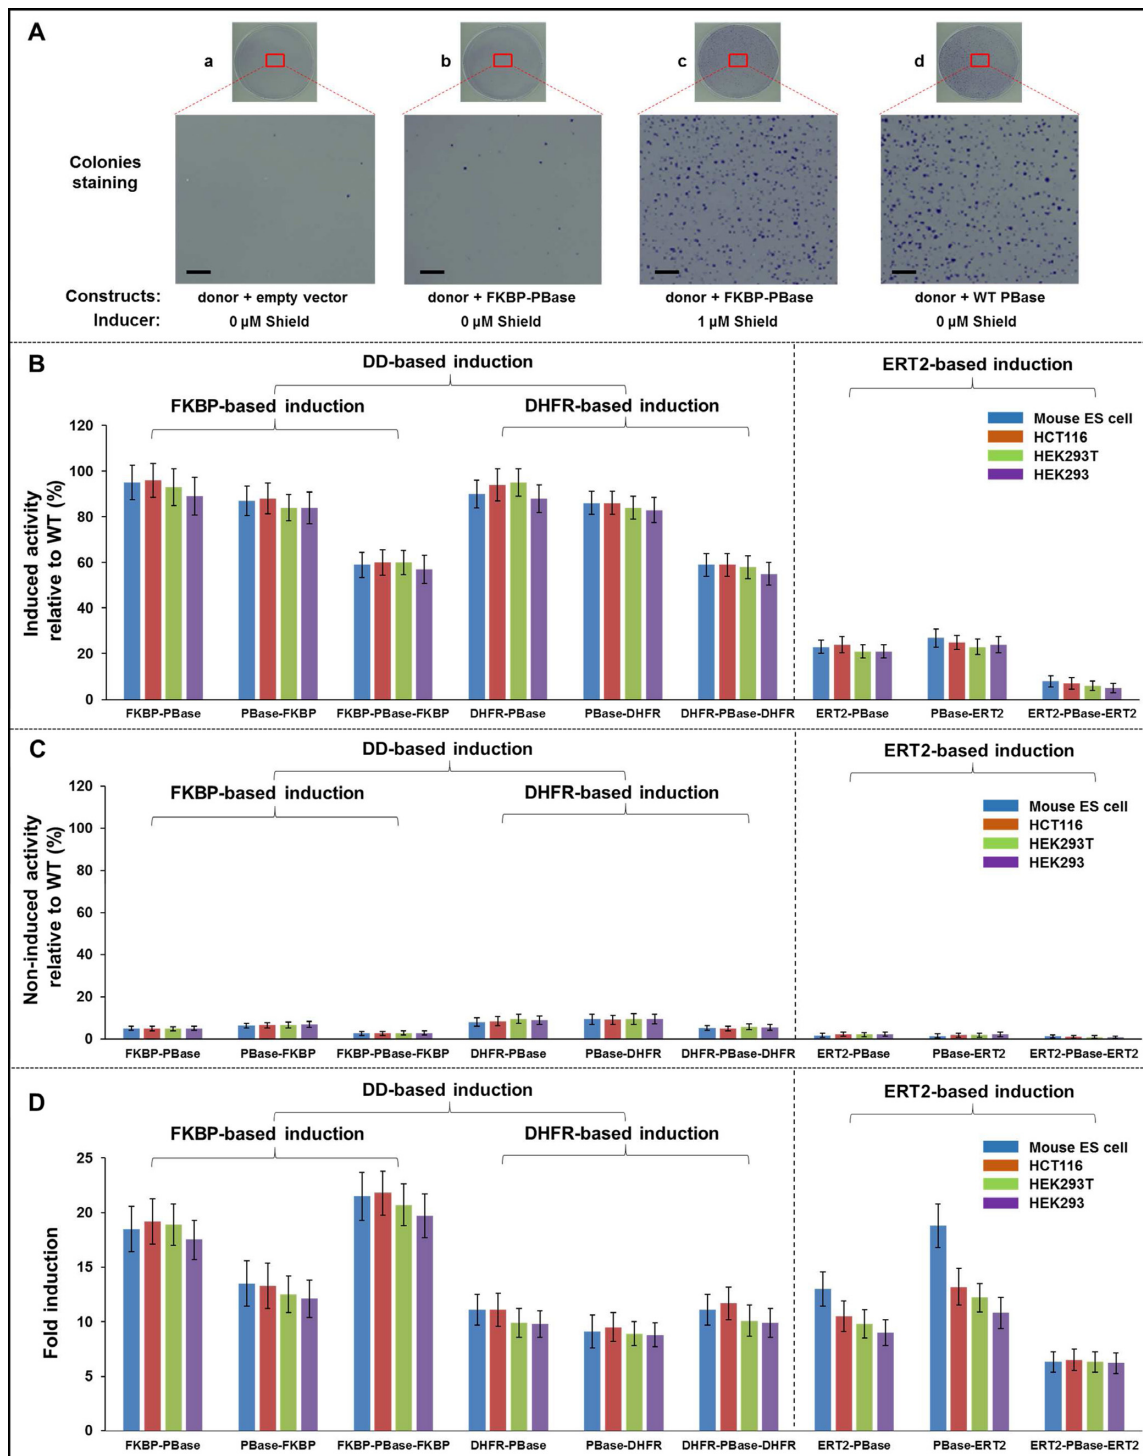 A
a
b
c
d
Colonies
staining
Constructs:
donor + empty vector
donor + FKBP-PBase
donor + FKBP-PBase
donor + WT PBase
Inducer:
0 µM Shield
0 µM Shield
1 µM Shield
0 µM Shield
B
DD-based induction
ERT2-based induction
FKBP-based induction
DHFR-based induction
Mouse ES cell
HCT116
HEK293T
HEK293
Induced activity
relative to WT (%)
120
100
80
60
40
20
0
FKBP-PBase
PBase-FKBP
FKBP-PBase-FKBP
DHFR-PBase
PBase-DHFR
DHFR-PBase-DHFR
ERT2-PBase
PBase-ERT2
ERT2-PBase-ERT2
C
DD-based induction
ERT2-based induction
FKBP-based induction
DHFR-based induction
Mouse ES cell
HCT116
HEK293T
HEK293
Non-induced activity
relative to WT (%)
120
100
80
60
40
20
0
FKBP-PBase
PBase-FKBP
FKBP-PBase-FKBP
DHFR-PBase
PBase-DHFR
DHFR-PBase-DHFR
ERT2-PBase
PBase-ERT2
ERT2-PBase-ERT2
D
DD-based induction
ERT2-based induction
FKBP-based induction
DHFR-based induction
Mouse ES cell
HCT116
HEK293T
HEK293
Fold induction
25
20
15
10
5
0
FKBP-PBase
PBase-FKBP
FKBP-PBase-FKBP
DHFR-PBase
PBase-DHFR
DHFR-PBase-DHFR
ERT2-PBase
PBase-ERT2
ERT2-PBase-ERT2